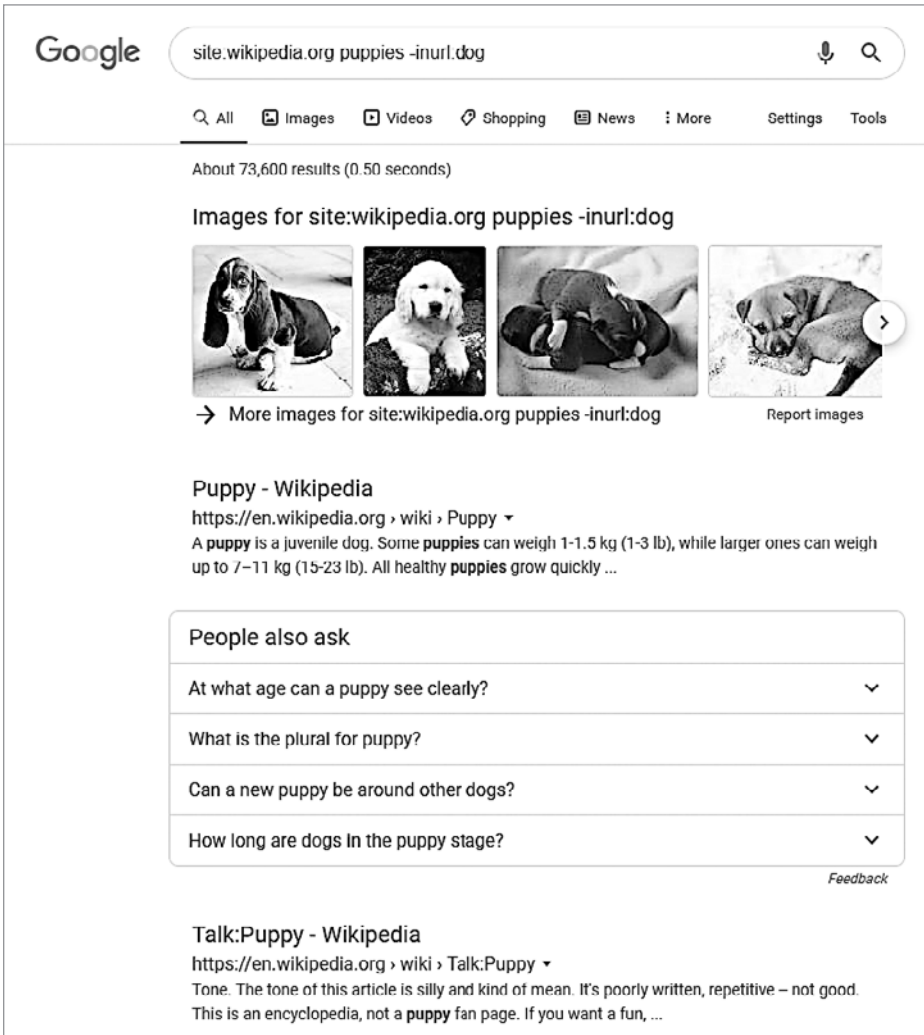 Google
site:wikipedia.org puppies -inurl:dog
All Images Videos Shopping News More Settings Tools
About 73,600 results (0.50 seconds)
Images for site:wikipedia.org puppies -inurl:dog
More images for site:wikipedia.org puppies -inurl:dog Report images
Puppy - Wikipedia
https://en.wikipedia.org › wiki › Puppy
A puppy is a juvenile dog. Some puppies can weigh 1-1.5 kg (1-3 lb), while larger ones can weigh
up to 7–11 kg (15-23 lb). All healthy puppies grow quickly ...
People also ask
At what age can a puppy see clearly?
What is the plural for puppy?
Can a new puppy be around other dogs?
How long are dogs in the puppy stage?
Feedback
Talk:Puppy - Wikipedia
https://en.wikipedia.org › wiki › Talk:Puppy
Tone. The tone of this article is silly and kind of mean. It's poorly written, repetitive – not good.
This is an encyclopedia, not a puppy fan page. If you want a fun, ...